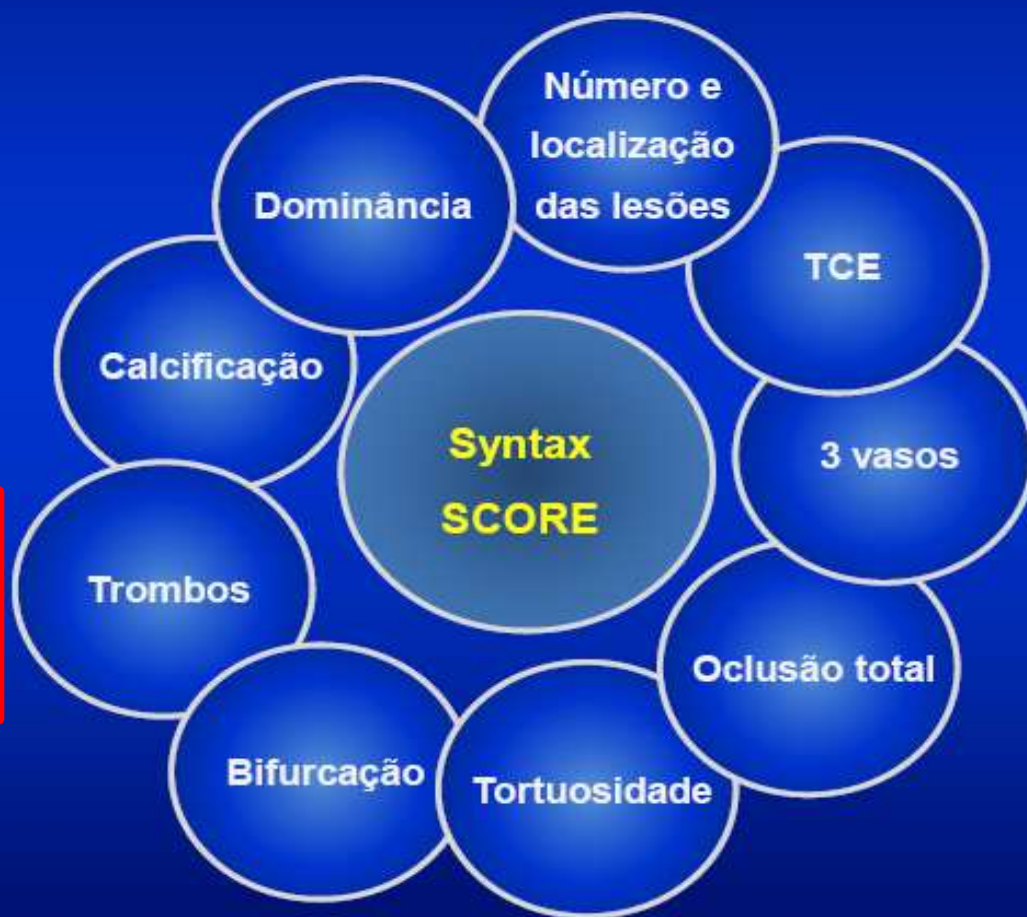 Número e
localização
das lesões
Dominância
TCE
Calcificação
3 vasos
Syntax
SCORE
Trombos
Oclusão total
Bifurcação
Tortuosidade